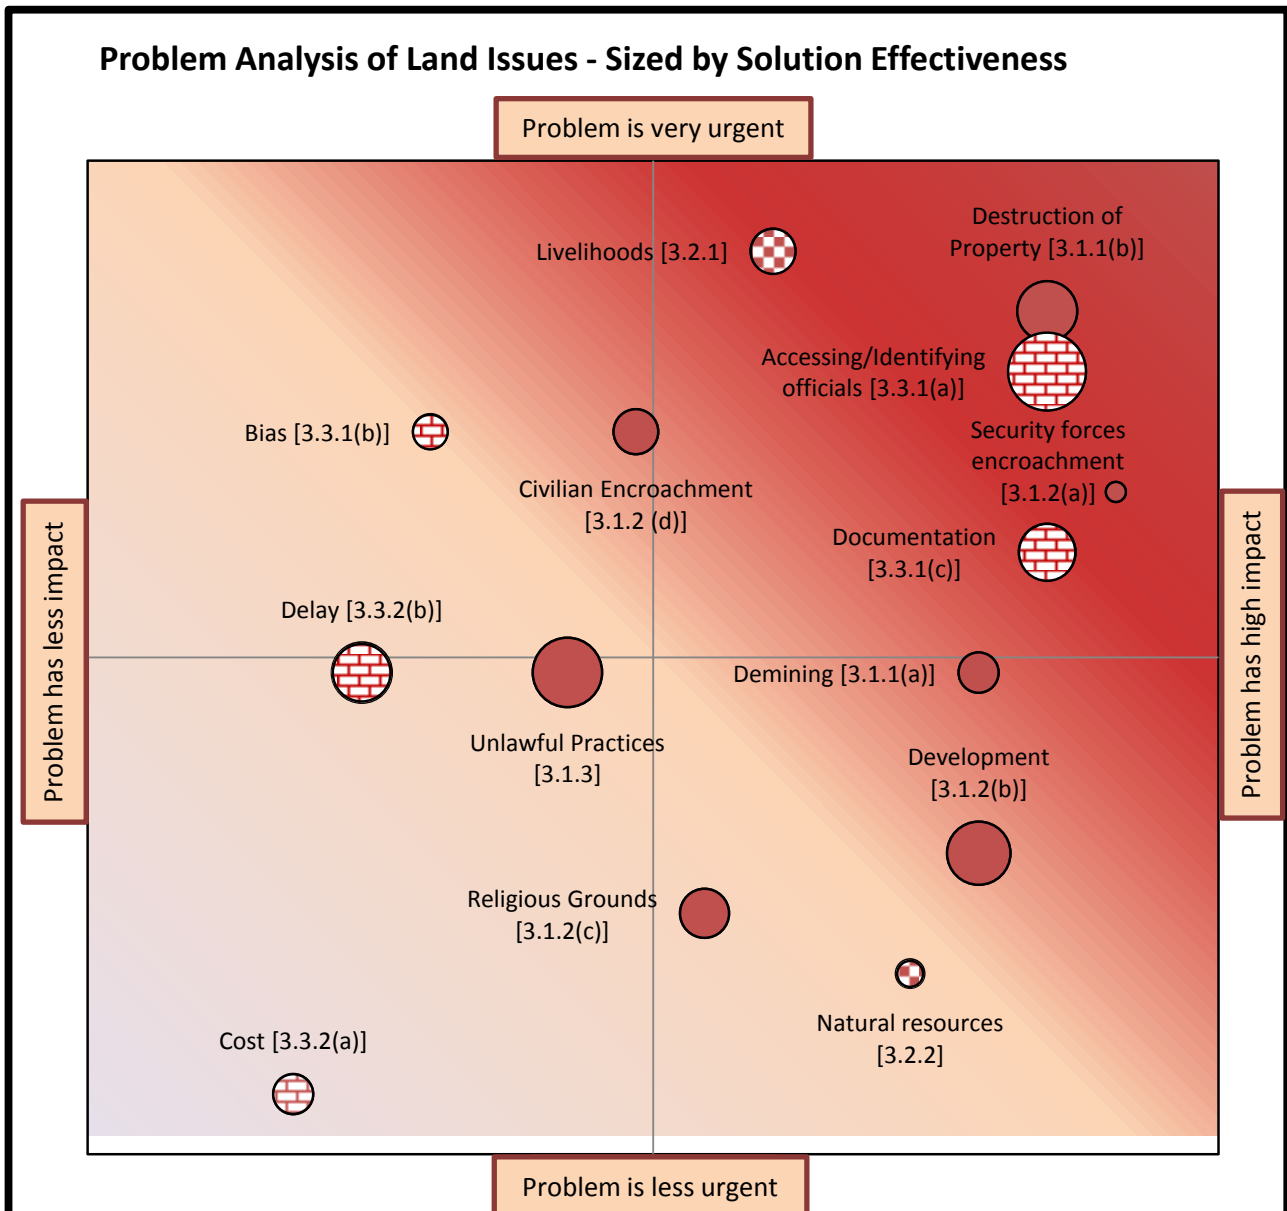 Problem Analysis of Land Issues - Sized by Solution Effectiveness
Problem is very urgent
Destruction of
Property [3.1.1(b)]
Livelihoods [3.2.1]
Accessing/Identifying
officials [3.3.1(a)]
Bias [3.3.1(b)]
Security forces
encroachment
[3.1.2(a)]
Civilian Encroachment
[3.1.2 (d)]
Documentation
[3.3.1(c)]
Problem has less impact
Problem has high impact
Delay [3.3.2(b)]
Demining [3.1.1(a)]
Unlawful Practices
[3.1.3]
Development
[3.1.2(b)]
Religious Grounds
[3.1.2(c)]
Natural resources
[3.2.2]
Cost [3.3.2(a)]
Problem is less urgent